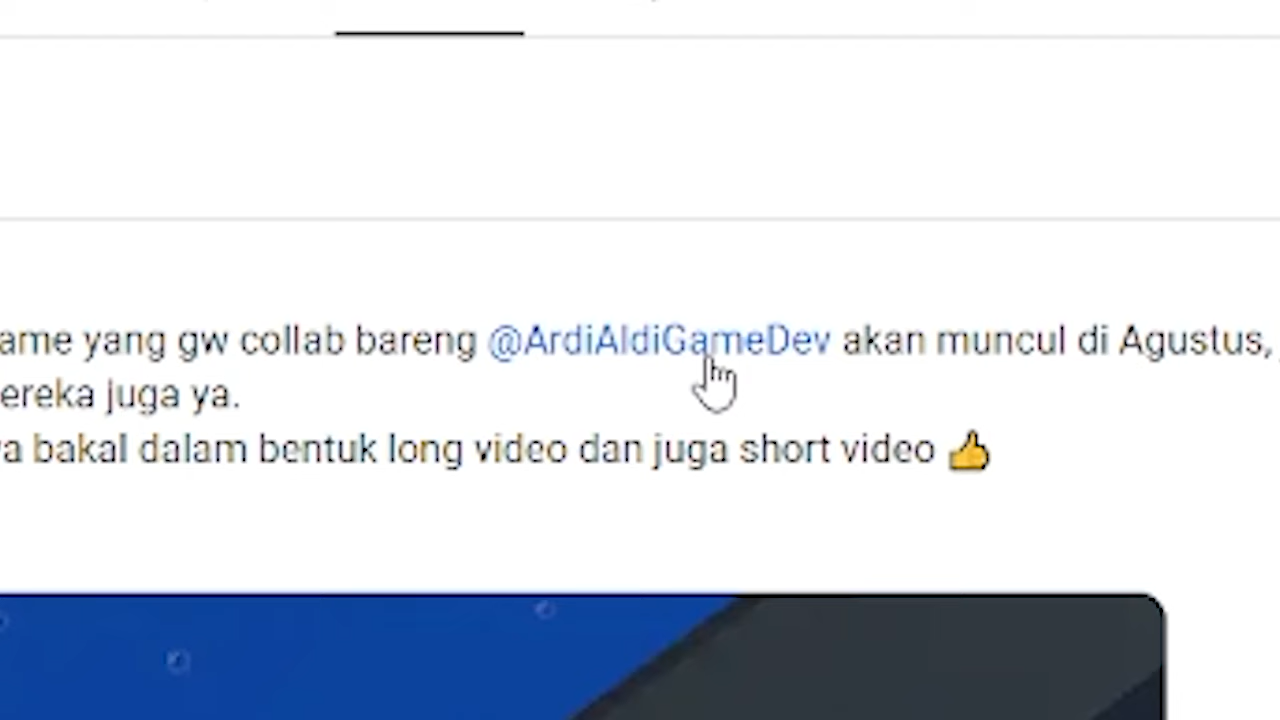 ame yang gw collab bareng @ArdiAldiGameDev akan muncul di Agustus,
ereka juga ya.
a bakal dalam bentuk long video dan juga short video 👍